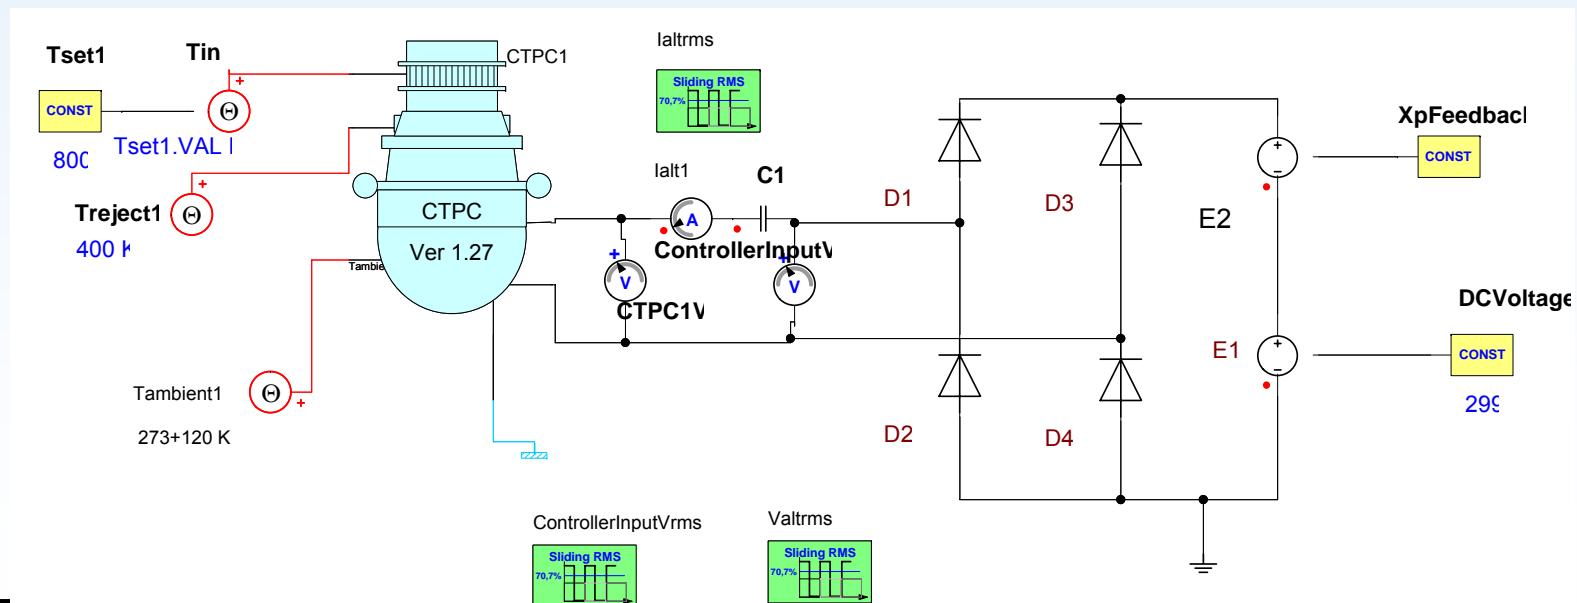 Tset1
Tin
CONST
Θ
800
Tset1.VAL
Treject1
Θ
400 K
Tambient1
Θ
273+120 K
CTPC1
CTPC
Ver 1.27
Tambie
Ialtrms
Sliding RMS
70,7%
Ialt1
C1
A
ControllerInputV
V
V
CTPC1V
D1
D3
D2
D4
E2
E1
XpFeedbac
CONST
DCVoltage
CONST
299
ControllerInputVrms
Sliding RMS
70,7%
Valtrms
Sliding RMS
70,7%